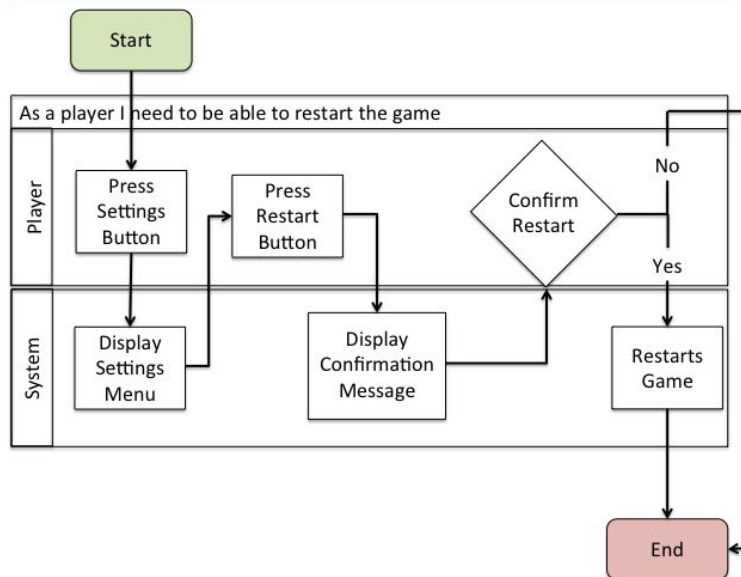 Start
As a player I need to be able to restart the game
Player
Press
Settings
Button
Press
Restart
Button
Confirm
Restart
No
Yes
System
Display
Settings
Menu
Display
Confirmation
Message
Restarts
Game
End